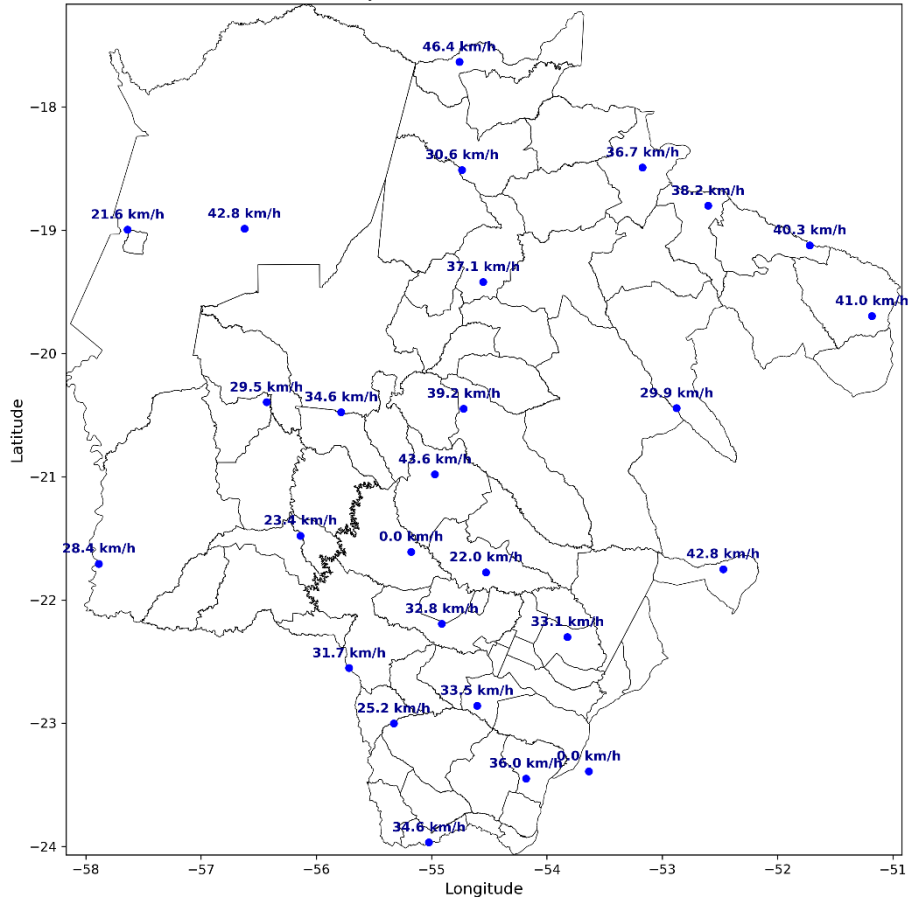 46.4 km/h
−18
30.6 km/h
36.7 km/h
38.2 km/h
21.6 km/h
42.8 km/h
−19
40.3 km/h
37.1 km/h
41.0 km/h
−20
29.5 km/h
34.6 km/h
39.2 km/h
29.9 km/h
Latitude
43.6 km/h
−21
23.4 km/h
0.0 km/h
28.4 km/h
22.0 km/h
42.8 km/h
−22
32.8 km/h
33.1 km/h
31.7 km/h
33.5 km/h
25.2 km/h
−23
36.0 km/h
0.0 km/h
34.6 km/h
−24
−58 −57 −56 −55 −54 −53 −52 −51
Longitude